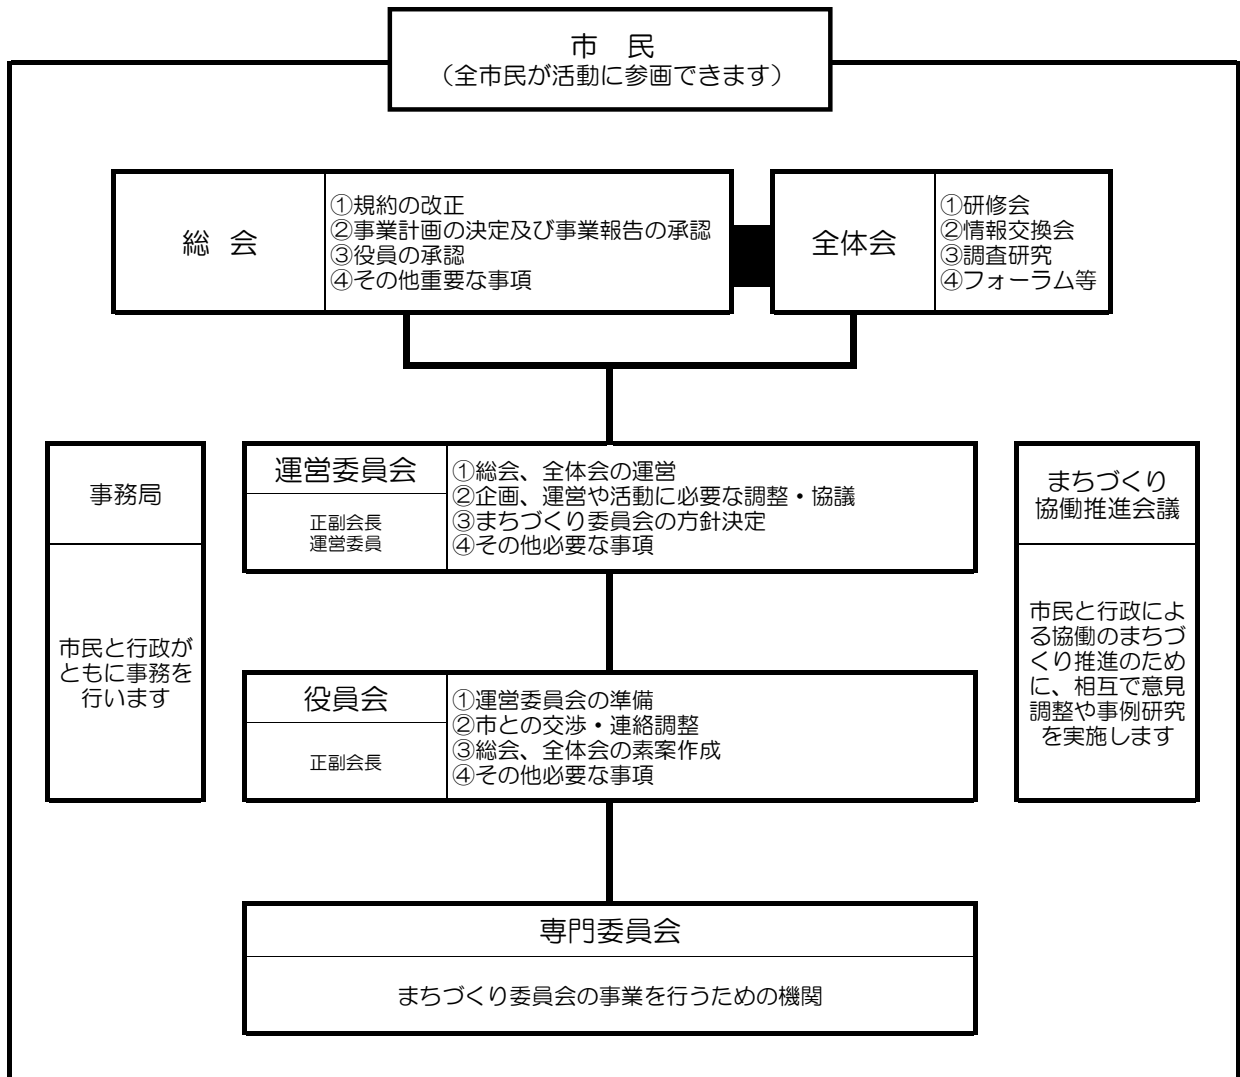 市　民
（全市民が活動に参画できます）
総　会
①規約の改正
②事業計画の決定及び事業報告の承認
③役員の承認
④その他重要な事項
全体会
①研修会
②情報交換会
③調査研究
④フォーラム等
事務局
市民と行政が
ともに事務を
行います
運営委員会
正副会長
運営委員
①総会、全体会の運営
②企画、運営や活動に必要な調整・協議
③まちづくり委員会の方針決定
④その他必要な事項
役員会
正副会長
①運営委員会の準備
②市との交渉・連絡調整
③総会、全体会の素案作成
④その他必要な事項
まちづくり
協働推進会議
市民と行政によ
る協働のまちづ
くり推進のため
に、相互で意見
調整や事例研究
を実施します
専門委員会
まちづくり委員会の事業を行うための機関